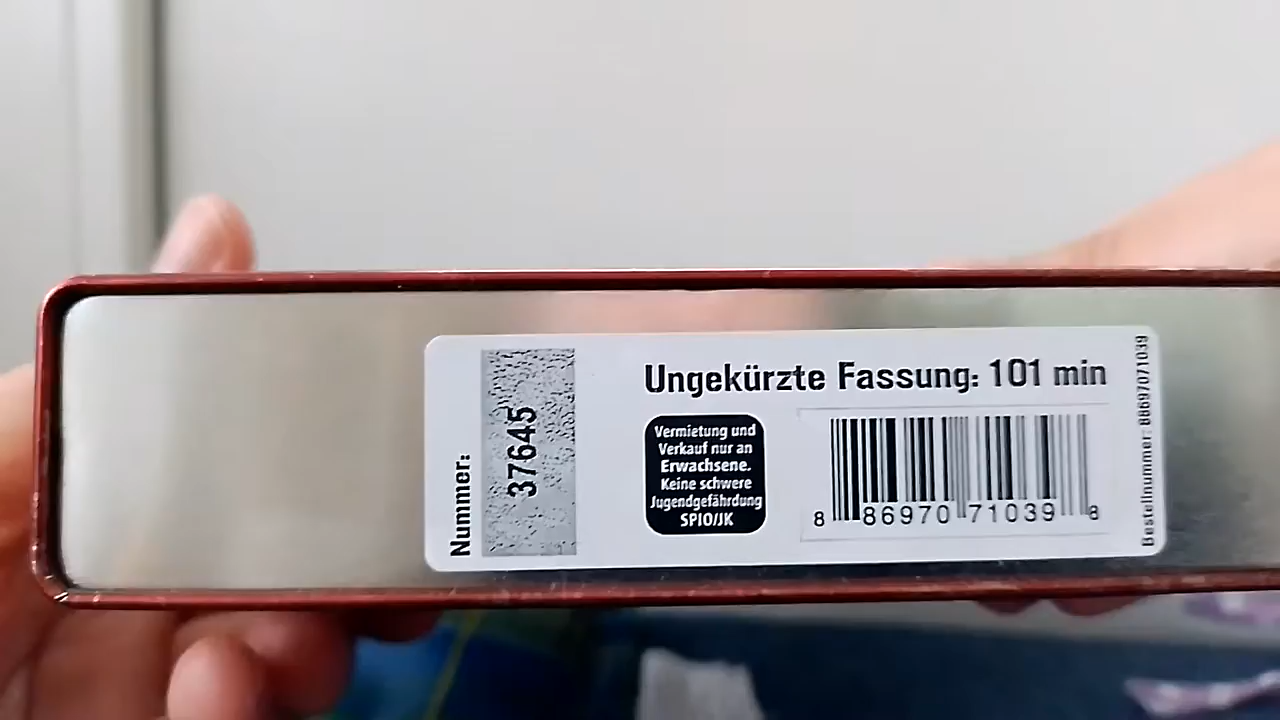 Nummer:
37645
Ungekürzte Fassung: 101 min
Vermietung und
Verkauf nur an
Erwachsene.
Keine schwere
Jugendgefährdung
SPIO/JK
8 86970 71039 8
Bestellnummer: 88697071039